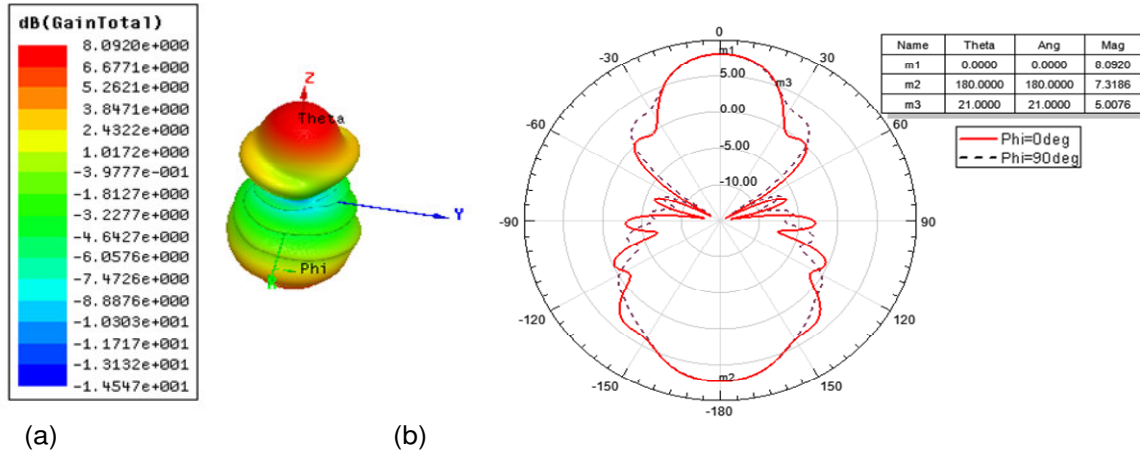 dB(GainTotal)
8.0920e+000
6.6771e+000
5.2621e+000
3.8471e+000
2.4322e+000
1.0172e+000
-3.9777e-001
-1.8127e+000
-3.2277e+000
-4.6427e+000
-6.0576e+000
-7.4726e+000
-8.8876e+000
-1.0303e+001
-1.1717e+001
-1.3132e+001
-1.4547e+001
Z
Theta
Y
Phi
(a)
0
m1
30
60
90
120
150
-180
-150
-120
-90
-60
-30
5.00
m3
0.00
-5.00
-10.00
m2
Name Theta Ang Mag
m1 0.0000 0.0000 8.0920
m2 180.0000 180.0000 7.3186
m3 21.0000 21.0000 5.0076
Phi=0deg
Phi=90deg
(b)